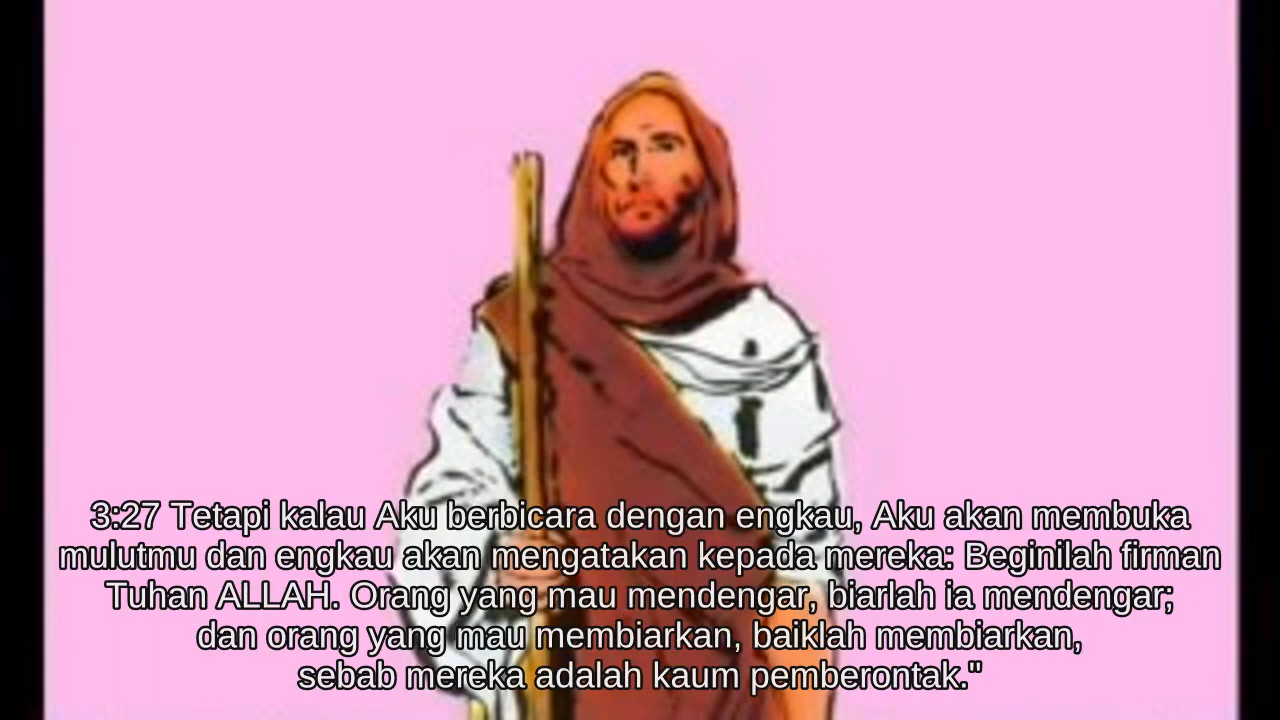 3:27 Tetapi kalau Aku berbicara dengan engkau, Aku akan membuka
mulutmu dan engkau akan mengatakan kepada mereka: Beginilah firman
Tuhan ALLAH. Orang yang mau mendengar, biarlah ia mendengar;
dan orang yang mau membiarkan, baiklah membiarkan,
sebab mereka adalah kaum pemberontak."